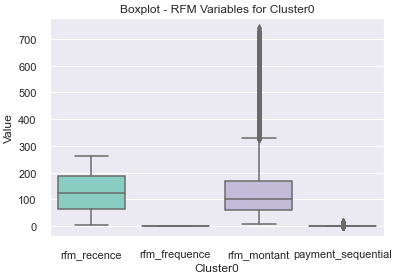 Boxplot - RFM Variables for Cluster0
Value
700
600
500
400
300
200
100
0
rfm_recence rfm_frequence rfm_montant payment_sequential
Cluster0